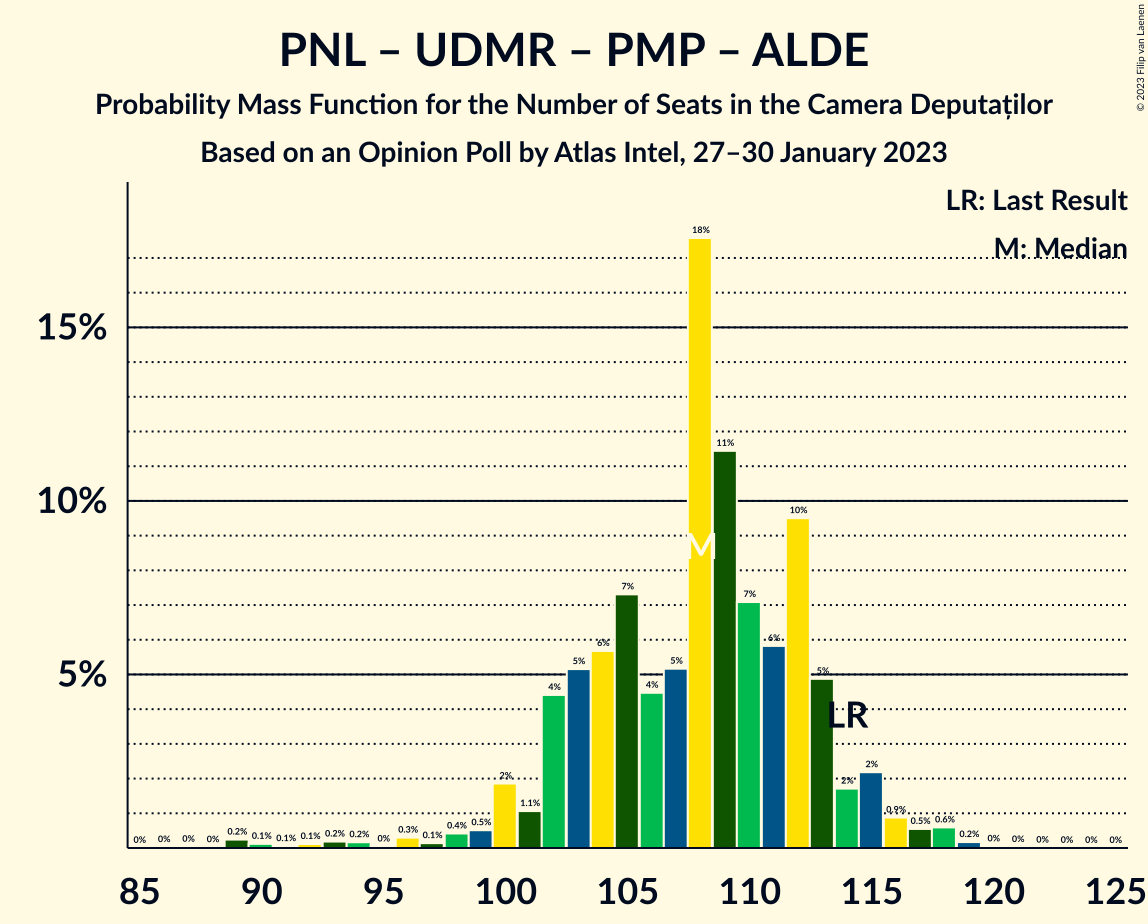 PNL – UDMR – PMP – ALDE
Probability Mass Function for the Number of Seats in the Camera Deputaților
Based on an Opinion Poll by Atlas Intel, 27–30 January 2023
© 2023 Filip van Laenen
LR: Last Result
M: Median
15%
10%
5%
0% 0% 0% 0% 0.2% 0.1% 0.1% 0.1% 0.2% 0.2% 0% 0.3% 0.1% 0.4% 0.5% 2% 1.1% 4% 5% 6% 7% 4% 5% 18% 11% 7% 6% 10% 5% 2% 2% 0.9% 0.5% 0.6% 0.2% 0% 0% 0% 0% 0% 0%
M
LR
85 90 95 100 105 110 115 120 125